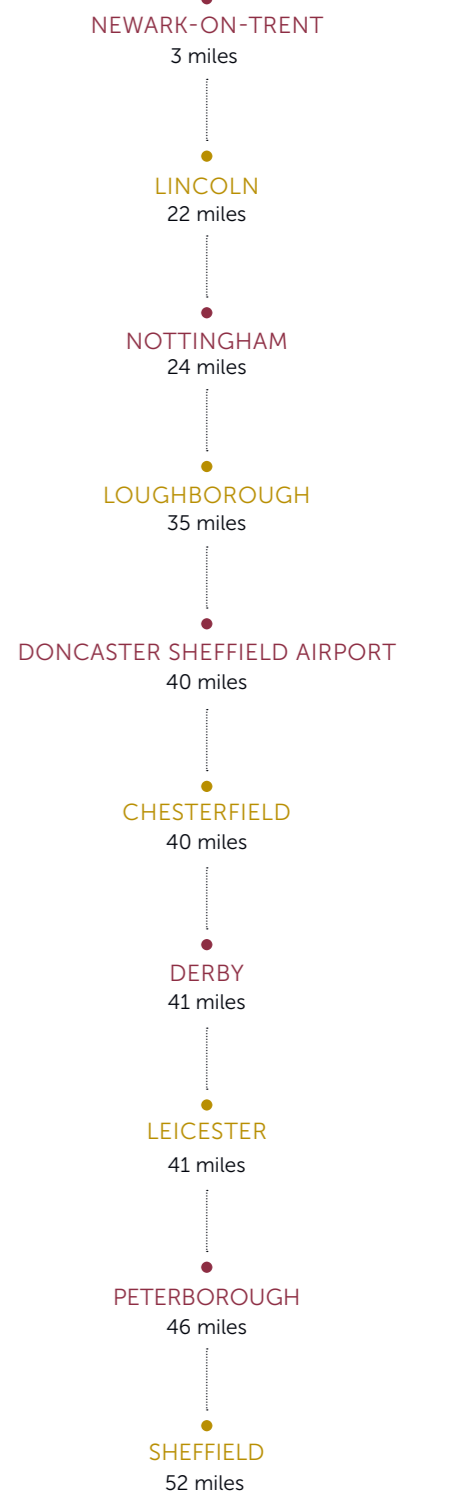 NEWARK-ON-TRENT
3 miles
LINCOLN
22 miles
NOTTINGHAM
24 miles
LOUGHBOROUGH
35 miles
DONCASTER SHEFFIELD AIRPORT
40 miles
CHESTERFIELD
40 miles
DERBY
41 miles
LEICESTER
41 miles
PETERBOROUGH
46 miles
SHEFFIELD
52 miles